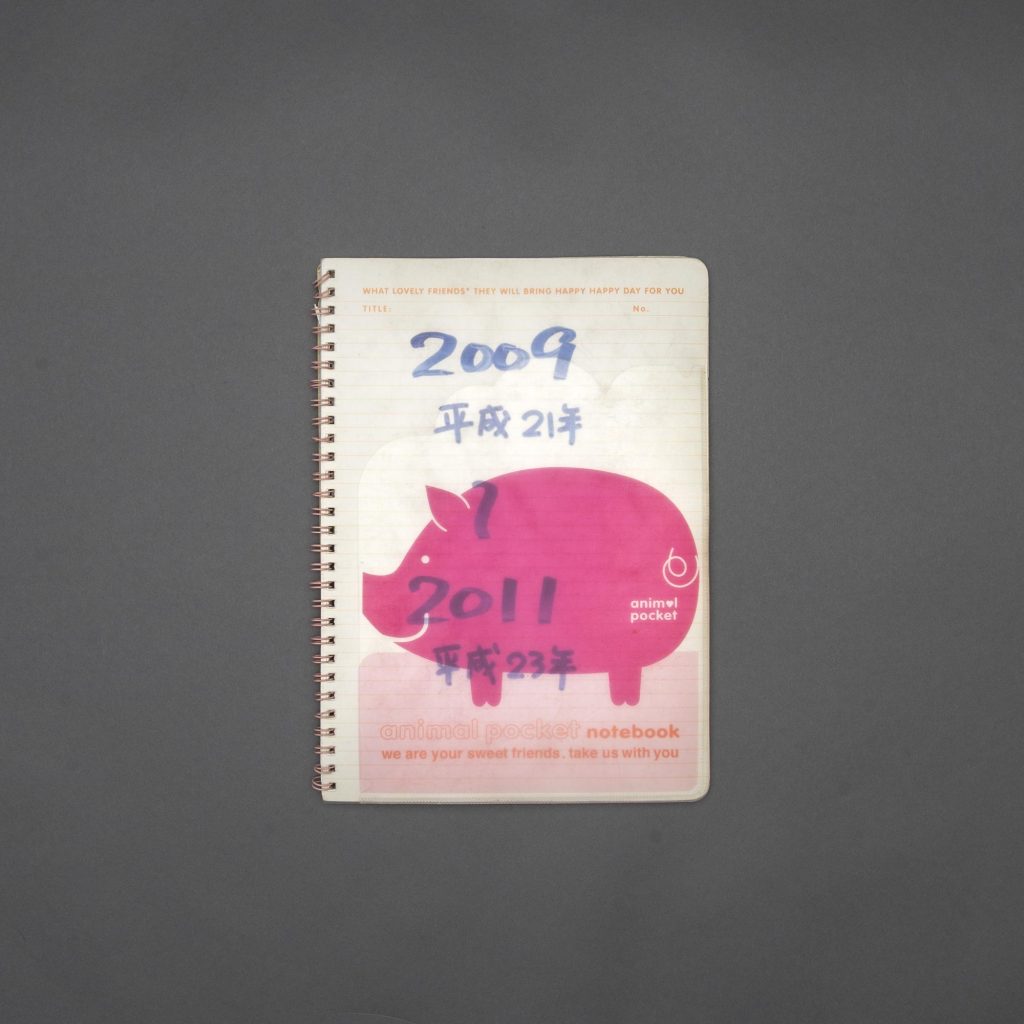 WHAT LOVELY FRIENDS* THEY WILL BRING HAPPY HAPPY DAY FOR YOU
TITLE: No.
2009
平成21年
2011
平成23年
anim♥l
pocket
animal pocket notebook
we are your sweet friends. take us with you